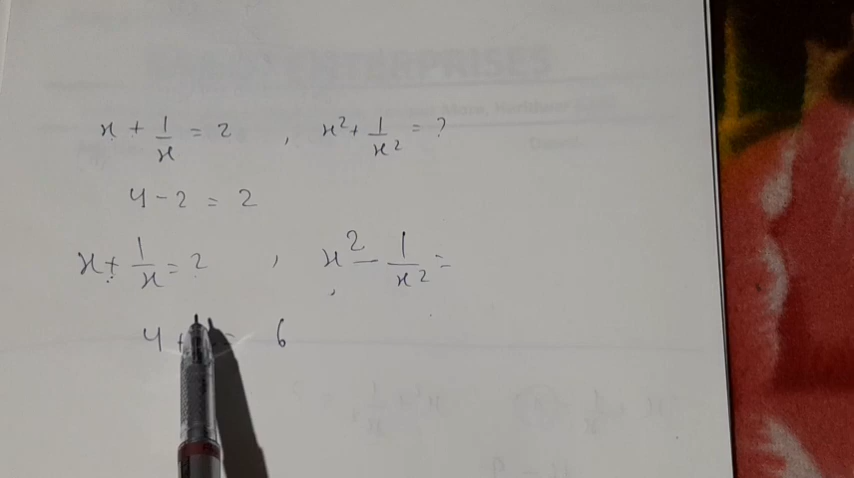 x + 1/x = 2 , x² + 1/x² = ?
4 - 2 = 2
x + 1/x = 2 , x² - 1/x² =
4 + = 6